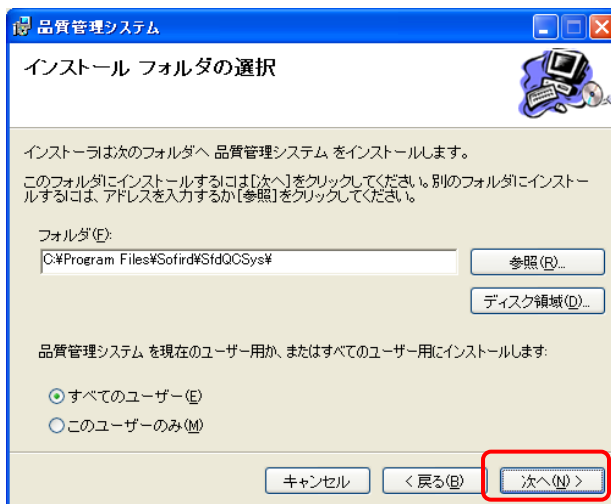 品質管理システム
インストール フォルダの選択
インストーラは次のフォルダへ 品質管理システム をインストールします。
このフォルダにインストールするには[次へ]をクリックしてください。別のフォルダにインストー
ルするには、アドレスを入力するか[参照]をクリックしてください。
フォルダ(F):
C:¥Program Files¥Sofird¥SfdQCSys¥
参照(R)...
ディスク領域(D)...
品質管理システム を現在のユーザー用か、またはすべてのユーザー用にインストールします:
すべてのユーザー(E)
このユーザーのみ(M)
キャンセル
< 戻る(B)
次へ(N) >